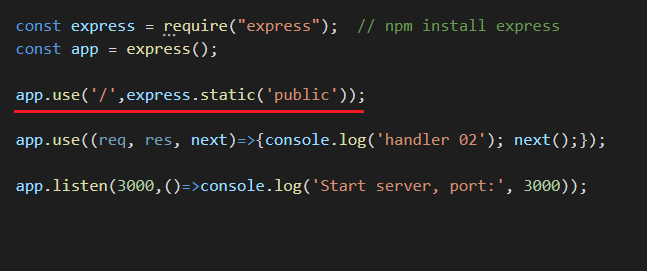 const express = require("express");  // npm install express
const app = express();
app.use('/',express.static('public'));
app.use((req, res, next)=>{console.log('handler 02'); next();});
app.listen(3000,()=>console.log('Start server, port:', 3000));